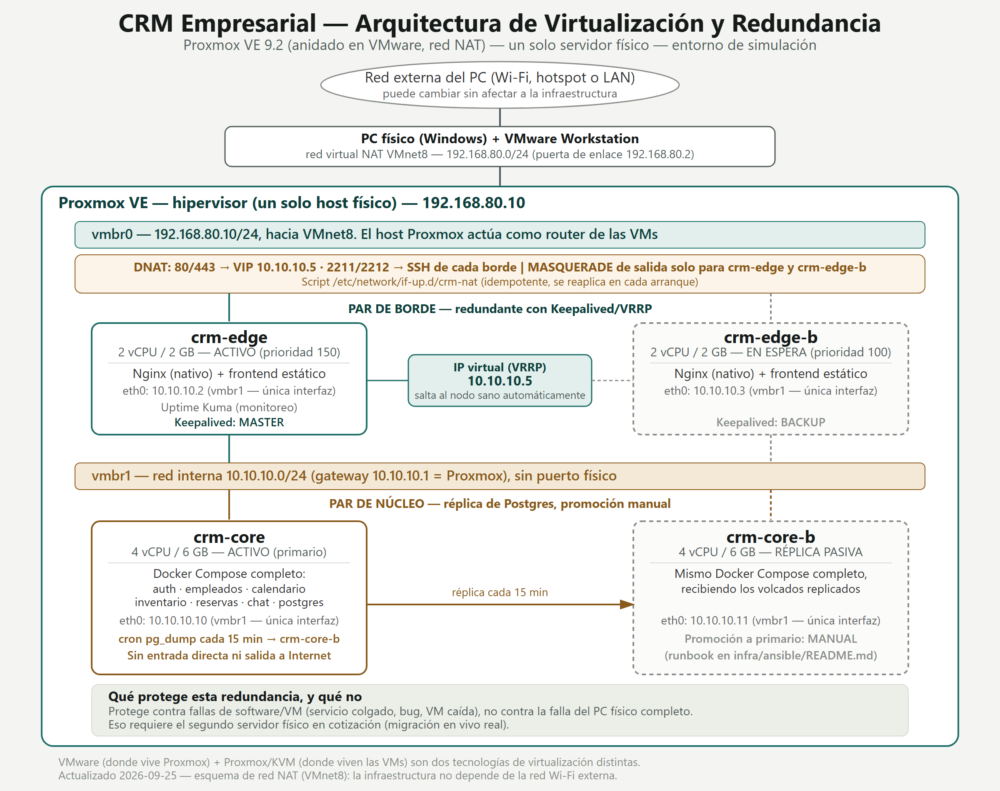 CRM Empresarial — Arquitectura de Virtualización y Redundancia
Proxmox VE 9.2 (anidado en VMware, red NAT) — un solo servidor físico — entorno de simulación
Red externa del PC (Wi-Fi, hotspot o LAN)
puede cambiar sin afectar a la infraestructura
PC físico (Windows) + VMware Workstation
red virtual NAT VMnet8 — 192.168.80.0/24 (puerta de enlace 192.168.80.2)
Proxmox VE — hipervisor (un solo host físico) — 192.168.80.10
vmbr0 — 192.168.80.10/24, hacia VMnet8. El host Proxmox actúa como router de las VMs
DNAT: 80/443 → VIP 10.10.10.5 · 2211/2212 → SSH de cada borde | MASQUERADE de salida solo para crm-edge y crm-edge-b
Script /etc/network/if-up.d/crm-nat (idempotente, se reaplica en cada arranque)
PAR DE BORDE — redundante con Keepalived/VRRP
crm-edge
2 vCPU / 2 GB — ACTIVO (prioridad 150)
Nginx (nativo) + frontend estático
eth0: 10.10.10.2 (vmbr1 — única interfaz)
Uptime Kuma (monitoreo)
Keepalived: MASTER
IP virtual (VRRP)
10.10.10.5
salta al nodo sano automáticamente
crm-edge-b
2 vCPU / 2 GB — EN ESPERA (prioridad 100)
Nginx (nativo) + frontend estático
eth0: 10.10.10.3 (vmbr1 — única interfaz)
Keepalived: BACKUP
vmbr1 — red interna 10.10.10.0/24 (gateway 10.10.10.1 = Proxmox), sin puerto físico
PAR DE NÚCLEO — réplica de Postgres, promoción manual
crm-core
4 vCPU / 6 GB — ACTIVO (primario)
Docker Compose completo:
auth · empleados · calendario
inventario · reservas · chat · postgres
eth0: 10.10.10.10 (vmbr1 — única interfaz)
cron pg_dump cada 15 min → crm-core-b
Sin entrada directa ni salida a Internet
réplica cada 15 min
crm-core-b
4 vCPU / 6 GB — RÉPLICA PASIVA
Mismo Docker Compose completo,
recibiendo los volcados replicados
eth0: 10.10.10.11 (vmbr1 — única interfaz)
Promoción a primario: MANUAL
(runbook en infra/ansible/README.md)
Qué protege esta redundancia, y qué no
Protege contra fallas de software/VM (servicio colgado, bug, VM caída), no contra la falla del PC físico completo.
Eso requiere el segundo servidor físico en cotización (migración en vivo real).
VMware (donde vive Proxmox) + Proxmox/KVM (donde viven las VMs) son dos tecnologías de virtualización distintas.
Actualizado 2026-09-25 — esquema de red NAT (VMnet8): la infraestructura no depende de la red Wi-Fi externa.